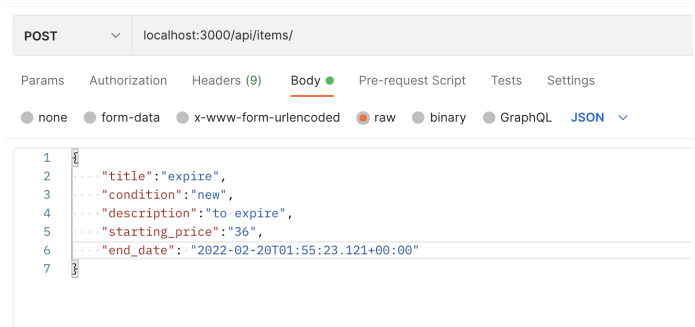 POST localhost:3000/api/items/
Params Authorization Headers (9) Body Pre-request Script Tests Settings
none form-data x-www-form-urlencoded raw binary GraphQL JSON
1 {
2 "title":"expire",
3 "condition":"new",
4 "description":"to expire",
5 "starting_price":"36",
6 "end_date": "2022-02-20T01:55:23.121+00:00"
7 }